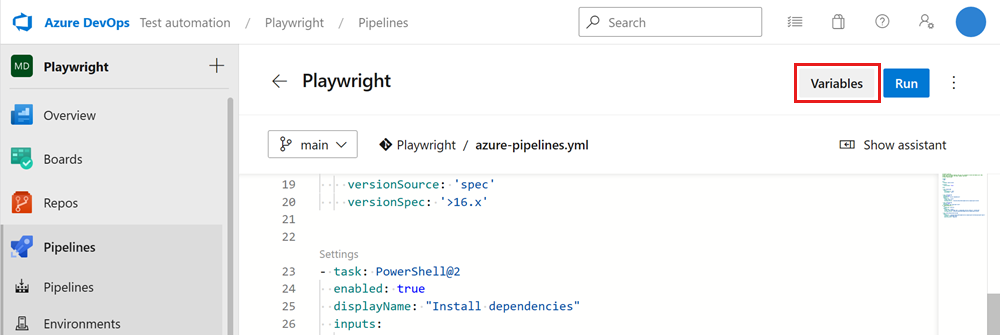 Azure DevOps Test automation / Playwright / Pipelines Search
MD Playwright
Playwright Variables Run
Overview
main Playwright / azure-pipelines.yml Show assistant
Boards
19 versionSource: 'spec'
20 versionSpec: '>16.x'
Repos
21
22
Pipelines
Settings
23 - task: PowerShell@2
24 enabled: true
Pipelines
25 displayName: "Install dependencies"
26 inputs:
Environments